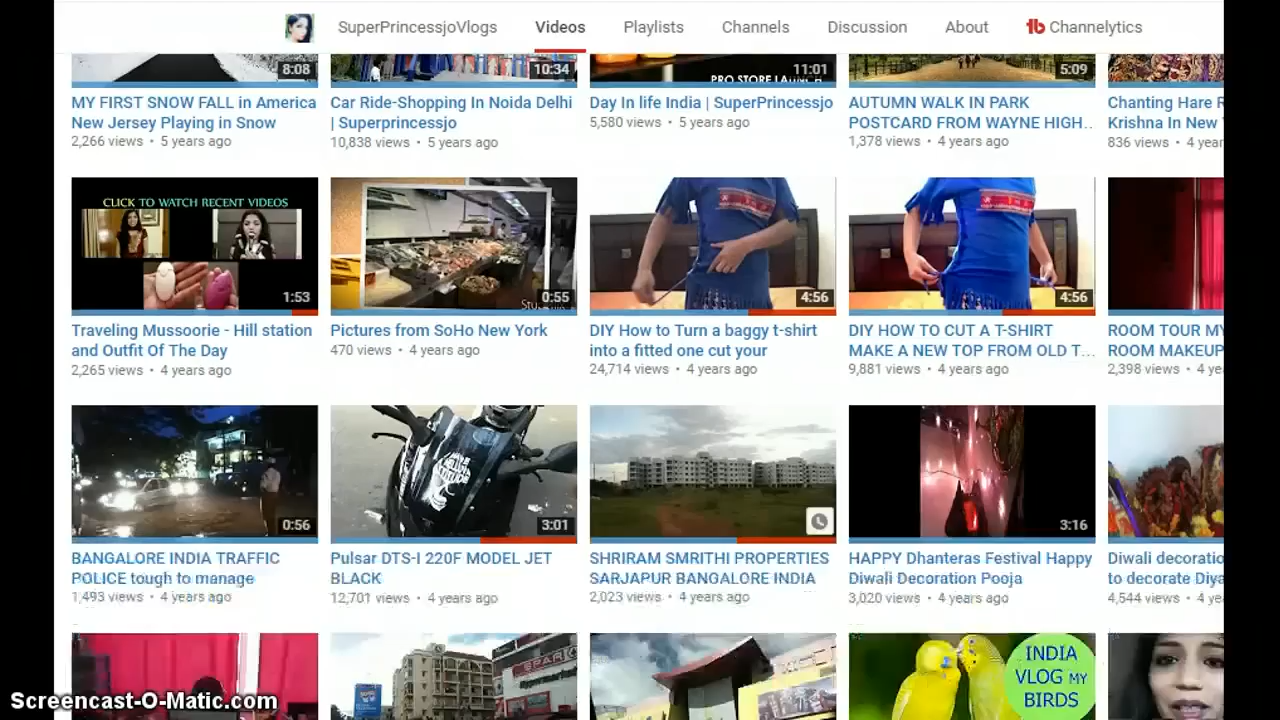 SuperPrincessjoVlogs Videos Playlists Channels Discussion About Channelytics
8:08 10:34 PRO STORE LAUNCH 11:01 5:09
MY FIRST SNOW FALL in America Car Ride-Shopping In Noida Delhi Day In life India | SuperPrincessjo AUTUMN WALK IN PARK Chanting Hare
New Jersey Playing in Snow | Superprincessjo 5,580 views • 5 years ago POSTCARD FROM WAYNE HIGH... Krishna In New
2,266 views • 5 years ago 10,838 views • 5 years ago 1,378 views • 4 years ago 836 views • 4
CLICK TO WATCH RECENT VIDEOS
1:53 0:55 4:56 4:56
Traveling Mussoorie - Hill station Pictures from SoHo New York DIY How to Turn a baggy t-shirt DIY HOW TO CUT A T-SHIRT ROOM TOUR MY
and Outfit Of The Day 470 views • 4 years ago into a fitted one cut your MAKE A NEW TOP FROM OLD T... ROOM MAKEUP
2,265 views • 4 years ago 24,714 views • 4 years ago 9,881 views • 4 years ago 2,398 views • 4
0:56 3:01 3:16
BANGALORE INDIA TRAFFIC Pulsar DTS-I 220F MODEL JET SHRIRAM SMRITHI PROPERTIES HAPPY Dhanteras Festival Happy Diwali
POLICE tough to manage BLACK SARJAPUR BANGALORE INDIA Diwali Decoration Pooja to decorate
1,493 views • 4 years ago 12,701 views • 4 years ago 2,023 views • 4 years ago 3,020 views • 4 years ago 4,544 views • 4
SPAR
INDIA
VLOG MY
BIRDS
Screencast-O-Matic.com